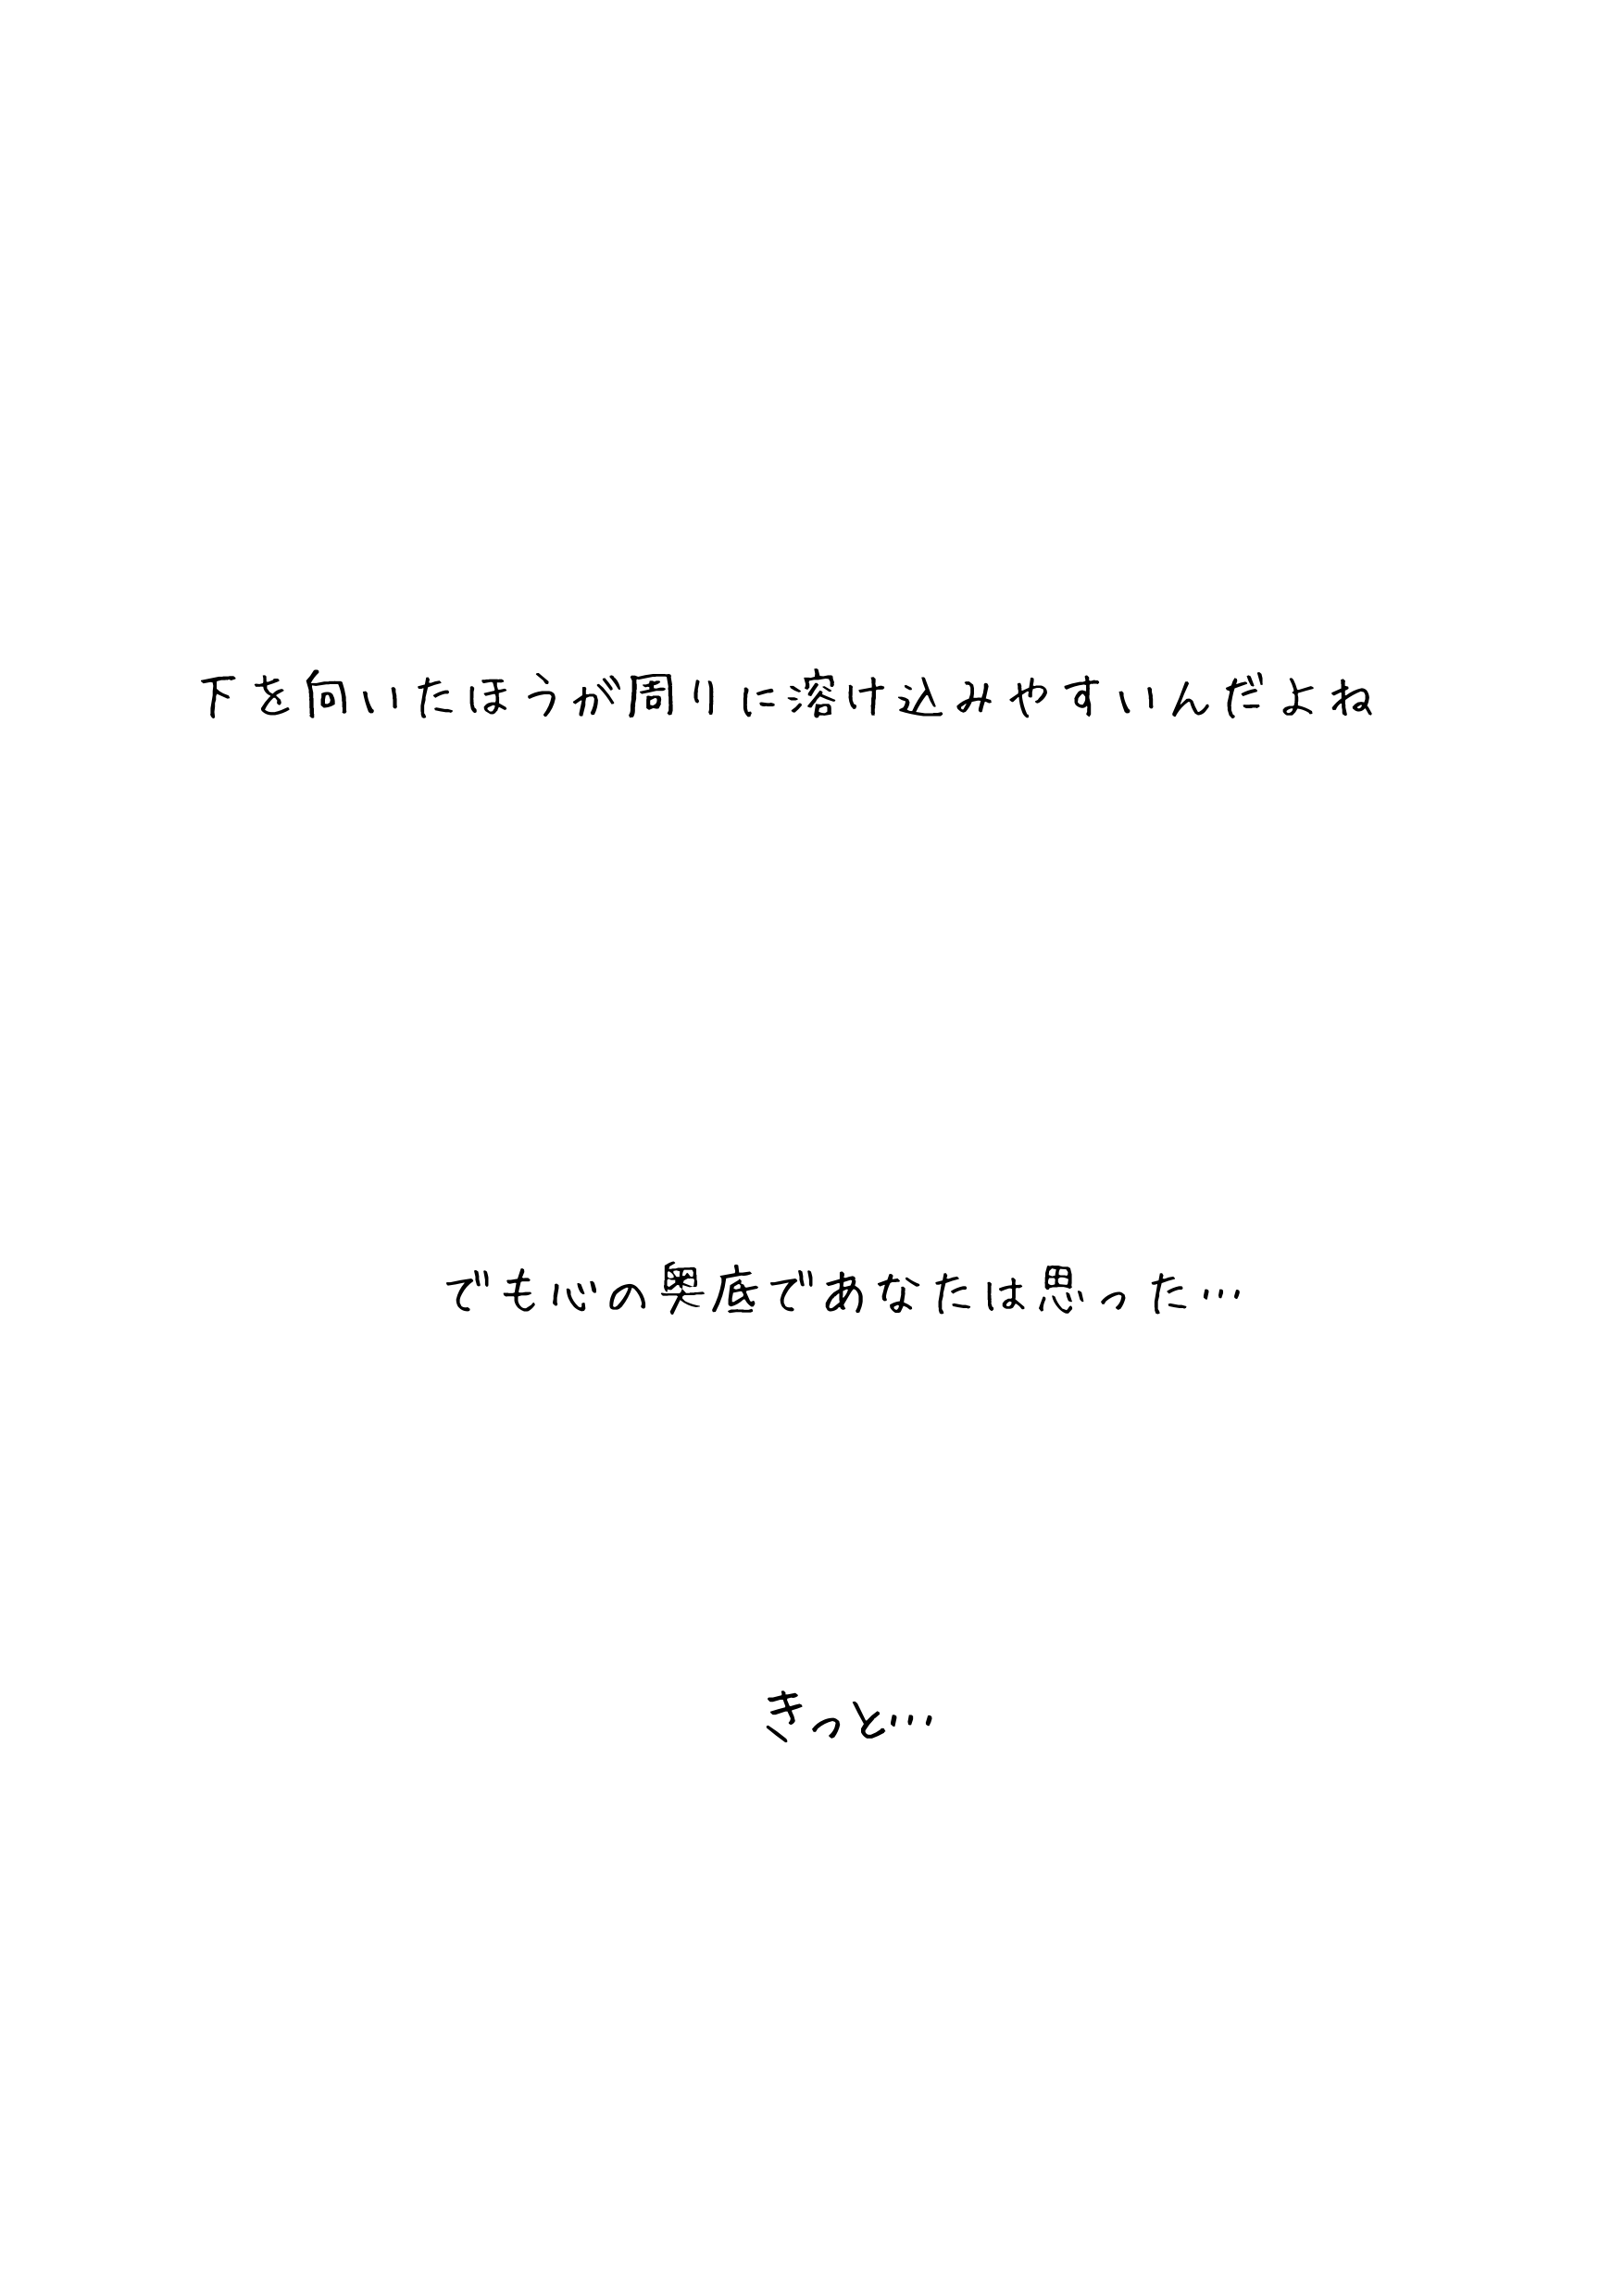 下を向いたほうが周りに溶け込みやすいんだよね
でも心の奥底であなたは思った…
きっと…